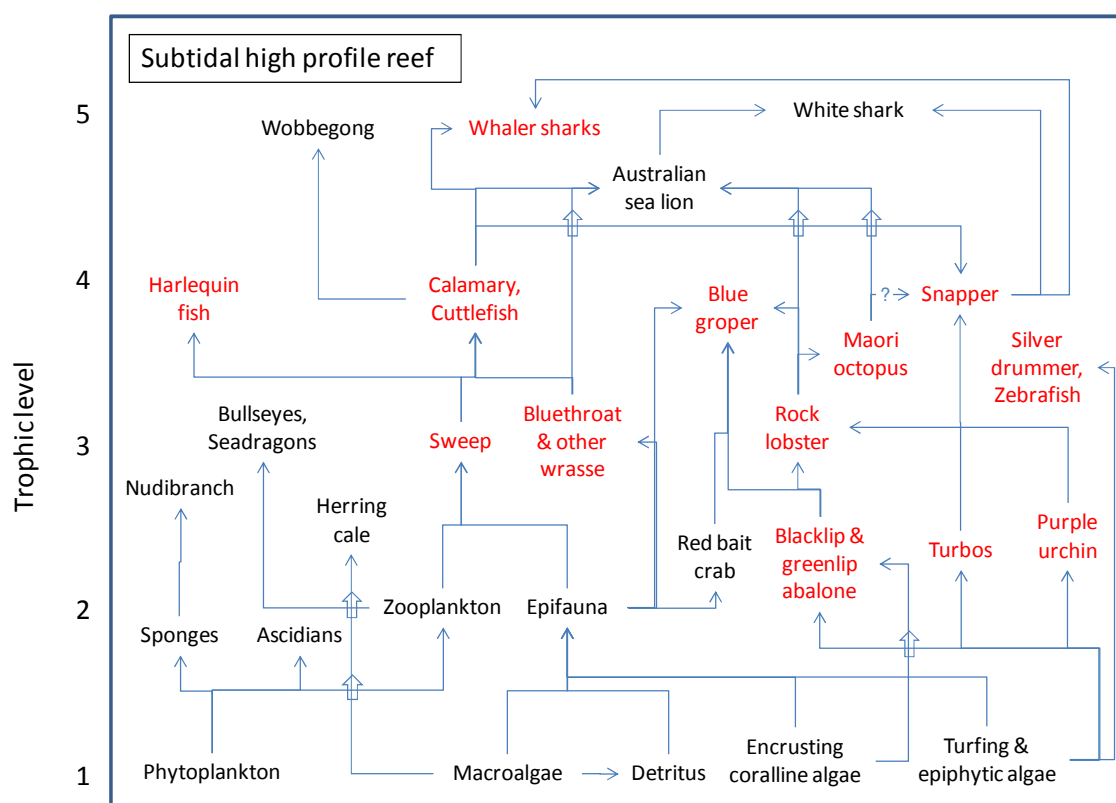 Subtidal high profile reef
Trophic level
5
Wobbegong
Whaler sharks
White shark
Australian
sea lion
4
Harlequin
fish
Calamary,
Cuttlefish
Blue
groper
?
Snapper
Maori
octopus
Silver
drummer,
Zebrafish
3
Bullseyes,
Seadragons
Sweep
Bluethroat
& other
wrasse
Rock
lobster
Nudibranch
Herring
cale
Red bait
crab
Blacklip &
greenlip
abalone
Turbos
Purple
urchin
2
Zooplankton
Epifauna
Sponges
Ascidians
1
Phytoplankton
Macroalgae
Detritus
Encrusting
coralline algae
Turfing &
epiphytic algae